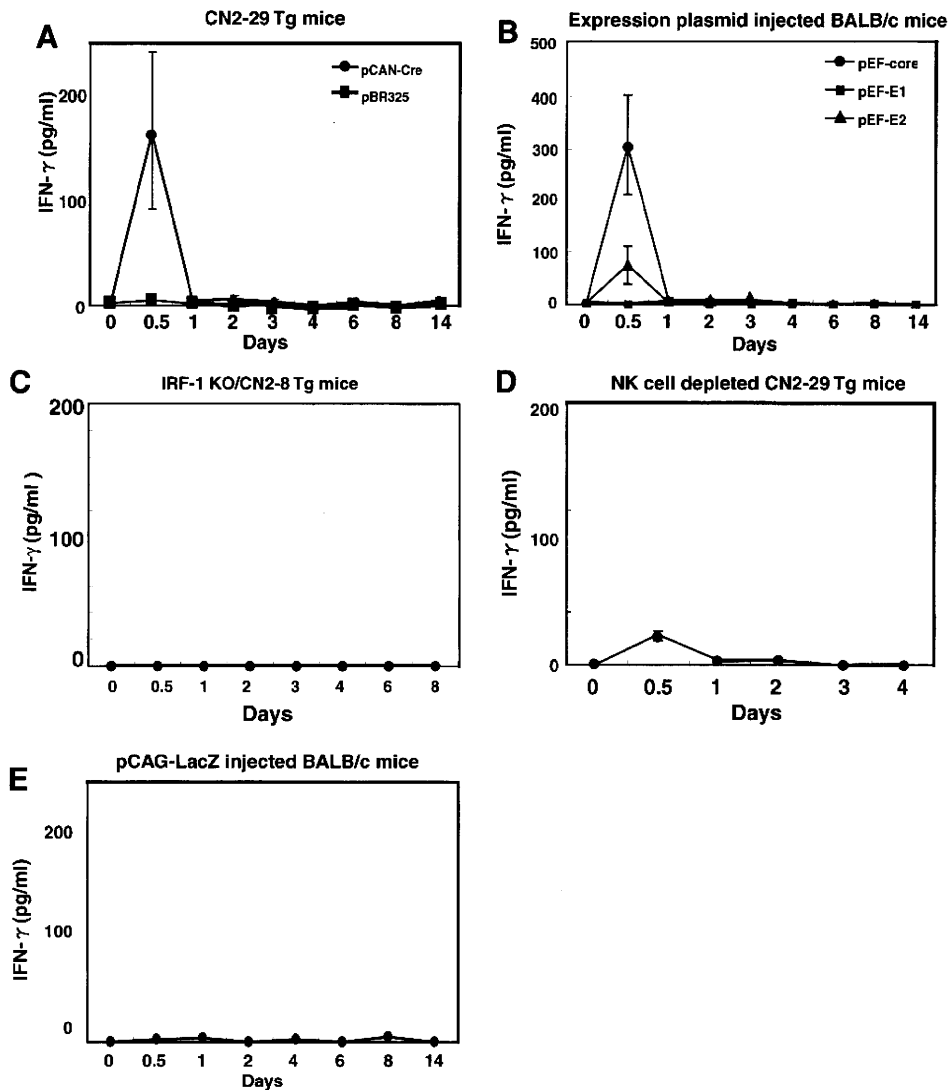 A
CN2-29 Tg mice
IFN-γ (pg/ml)
200
100
0
pCAN-Cre
pBR325
0 0.5 1 2 3 4 6 8 14
Days
B
Expression plasmid injected BALB/c mice
IFN-γ (pg/ml)
500
400
300
200
100
0
pEF-core
pEF-E1
pEF-E2
0 0.5 1 2 3 4 6 8 14
Days
C
IRF-1 KO/CN2-8 Tg mice
IFN-γ (pg/ml )
200
100
0
0 0.5 1 2 3 4 6 8
Days
D
NK cell depleted CN2-29 Tg mice
IFN-γ (pg/ml)
200
100
0
0 0.5 1 2 3 4
Days
E
pCAG-LacZ injected BALB/c mice
IFN-γ (pg/ml)
200
100
0
0 0.5 1 2 4 6 8 14
Days